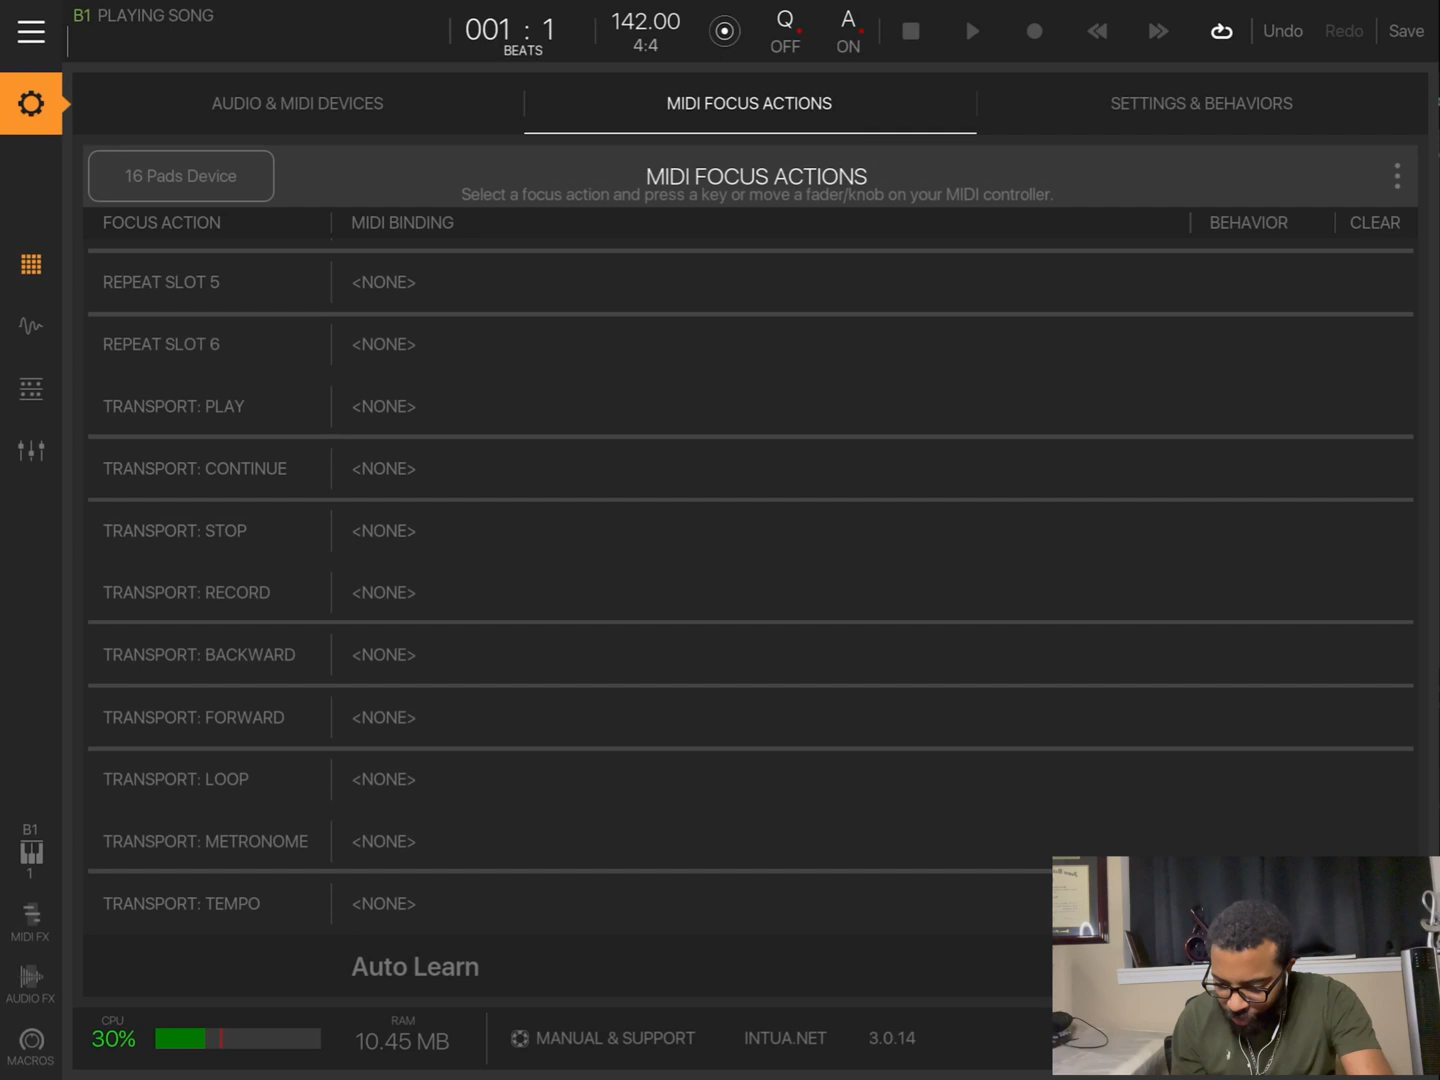 B1 PLAYING SONG
001 : 1
BEATS
142.00
4:4
Q
OFF
A
ON
Undo
Redo
Save
AUDIO & MIDI DEVICES
MIDI FOCUS ACTIONS
SETTINGS & BEHAVIORS
16 Pads Device
MIDI FOCUS ACTIONS
Select a focus action and press a key or move a fader/knob on your MIDI controller.
FOCUS ACTION
MIDI BINDING
BEHAVIOR
CLEAR
REPEAT SLOT 5
<NONE>
REPEAT SLOT 6
<NONE>
TRANSPORT: PLAY
<NONE>
TRANSPORT: CONTINUE
<NONE>
TRANSPORT: STOP
<NONE>
TRANSPORT: RECORD
<NONE>
TRANSPORT: BACKWARD
<NONE>
TRANSPORT: FORWARD
<NONE>
TRANSPORT: LOOP
<NONE>
TRANSPORT: METRONOME
<NONE>
TRANSPORT: TEMPO
<NONE>
Auto Learn
B1
1
MIDI FX
AUDIO FX
MACROS
CPU
30%
RAM
10.45 MB
MANUAL & SUPPORT
INTUA.NET
3.0.14